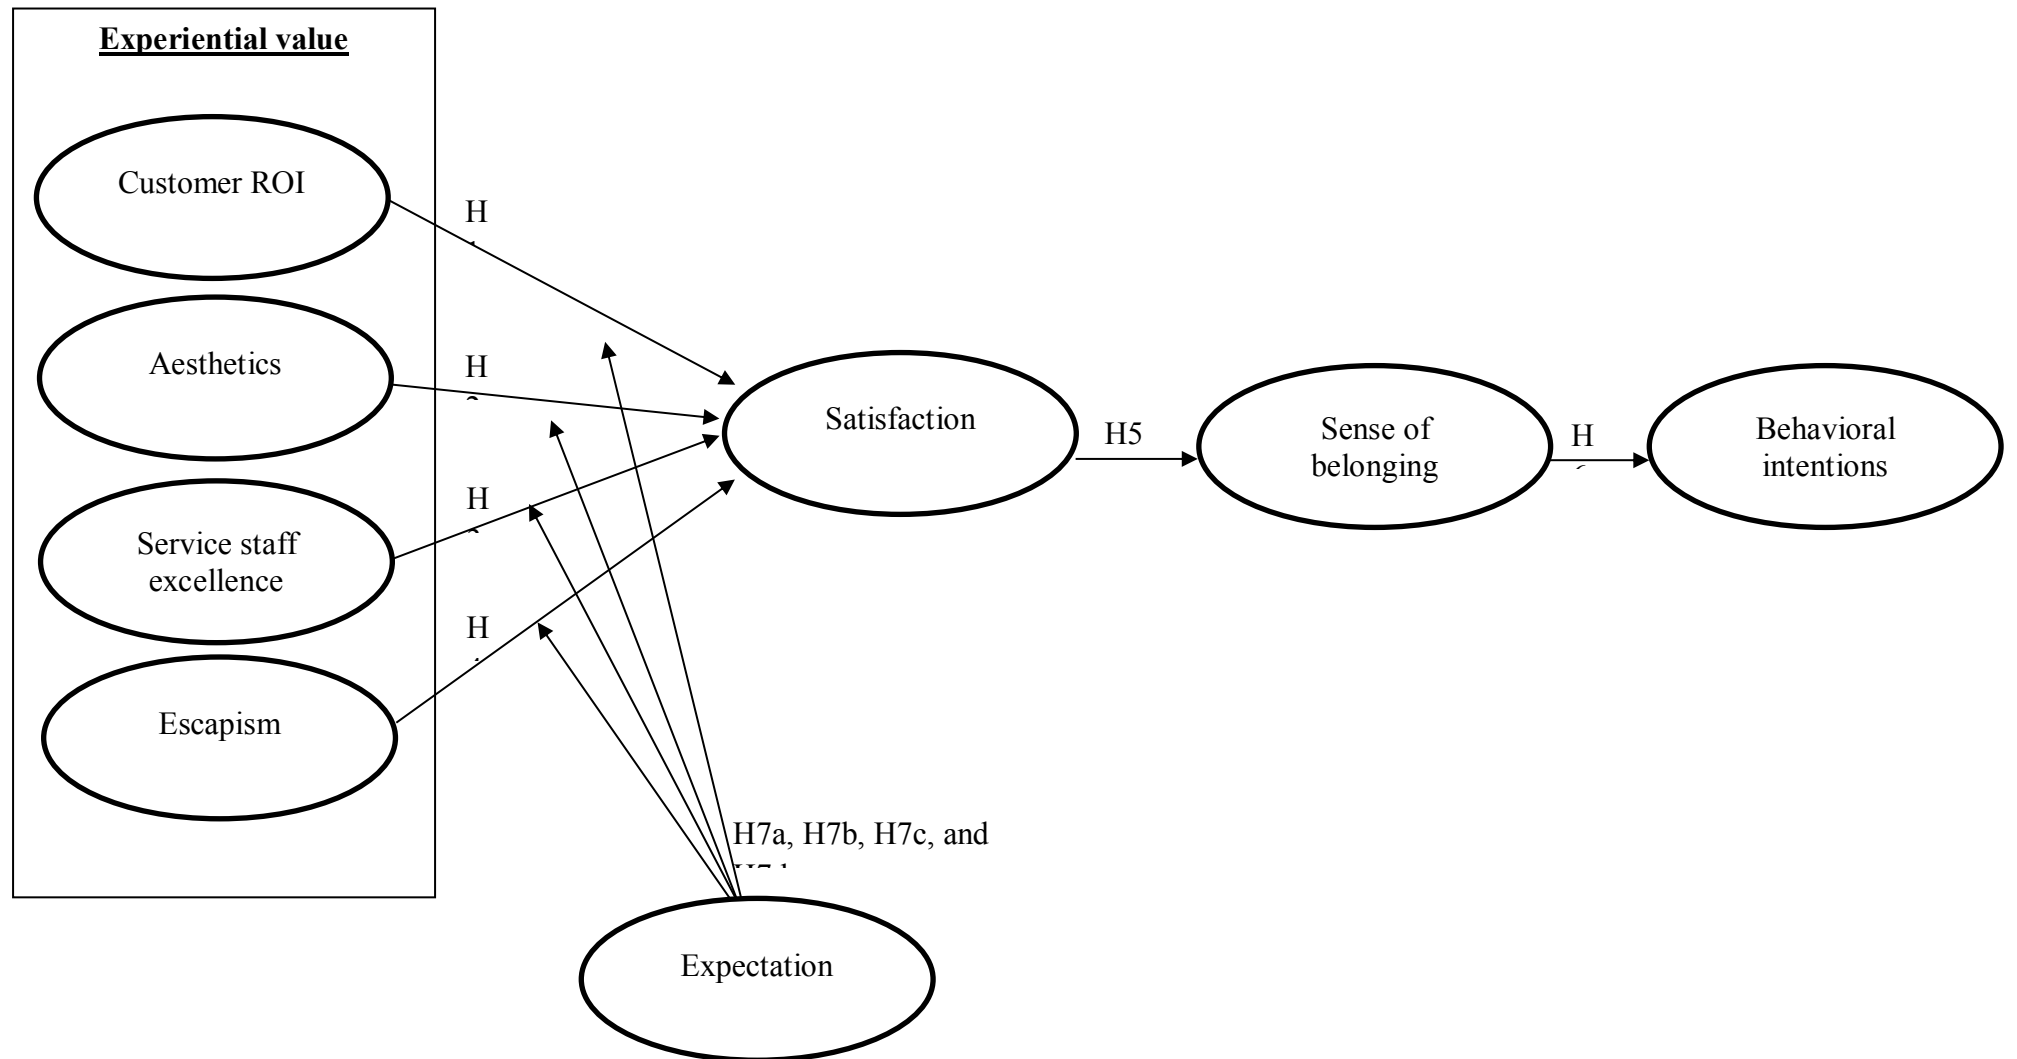 Experiential value
Customer ROI
H
Aesthetics
H
Satisfaction
H5
Sense of
belonging
H
Behavioral
intentions
H
Service staff
excellence
H
Escapism
H7a, H7b, H7c, and
Expectation